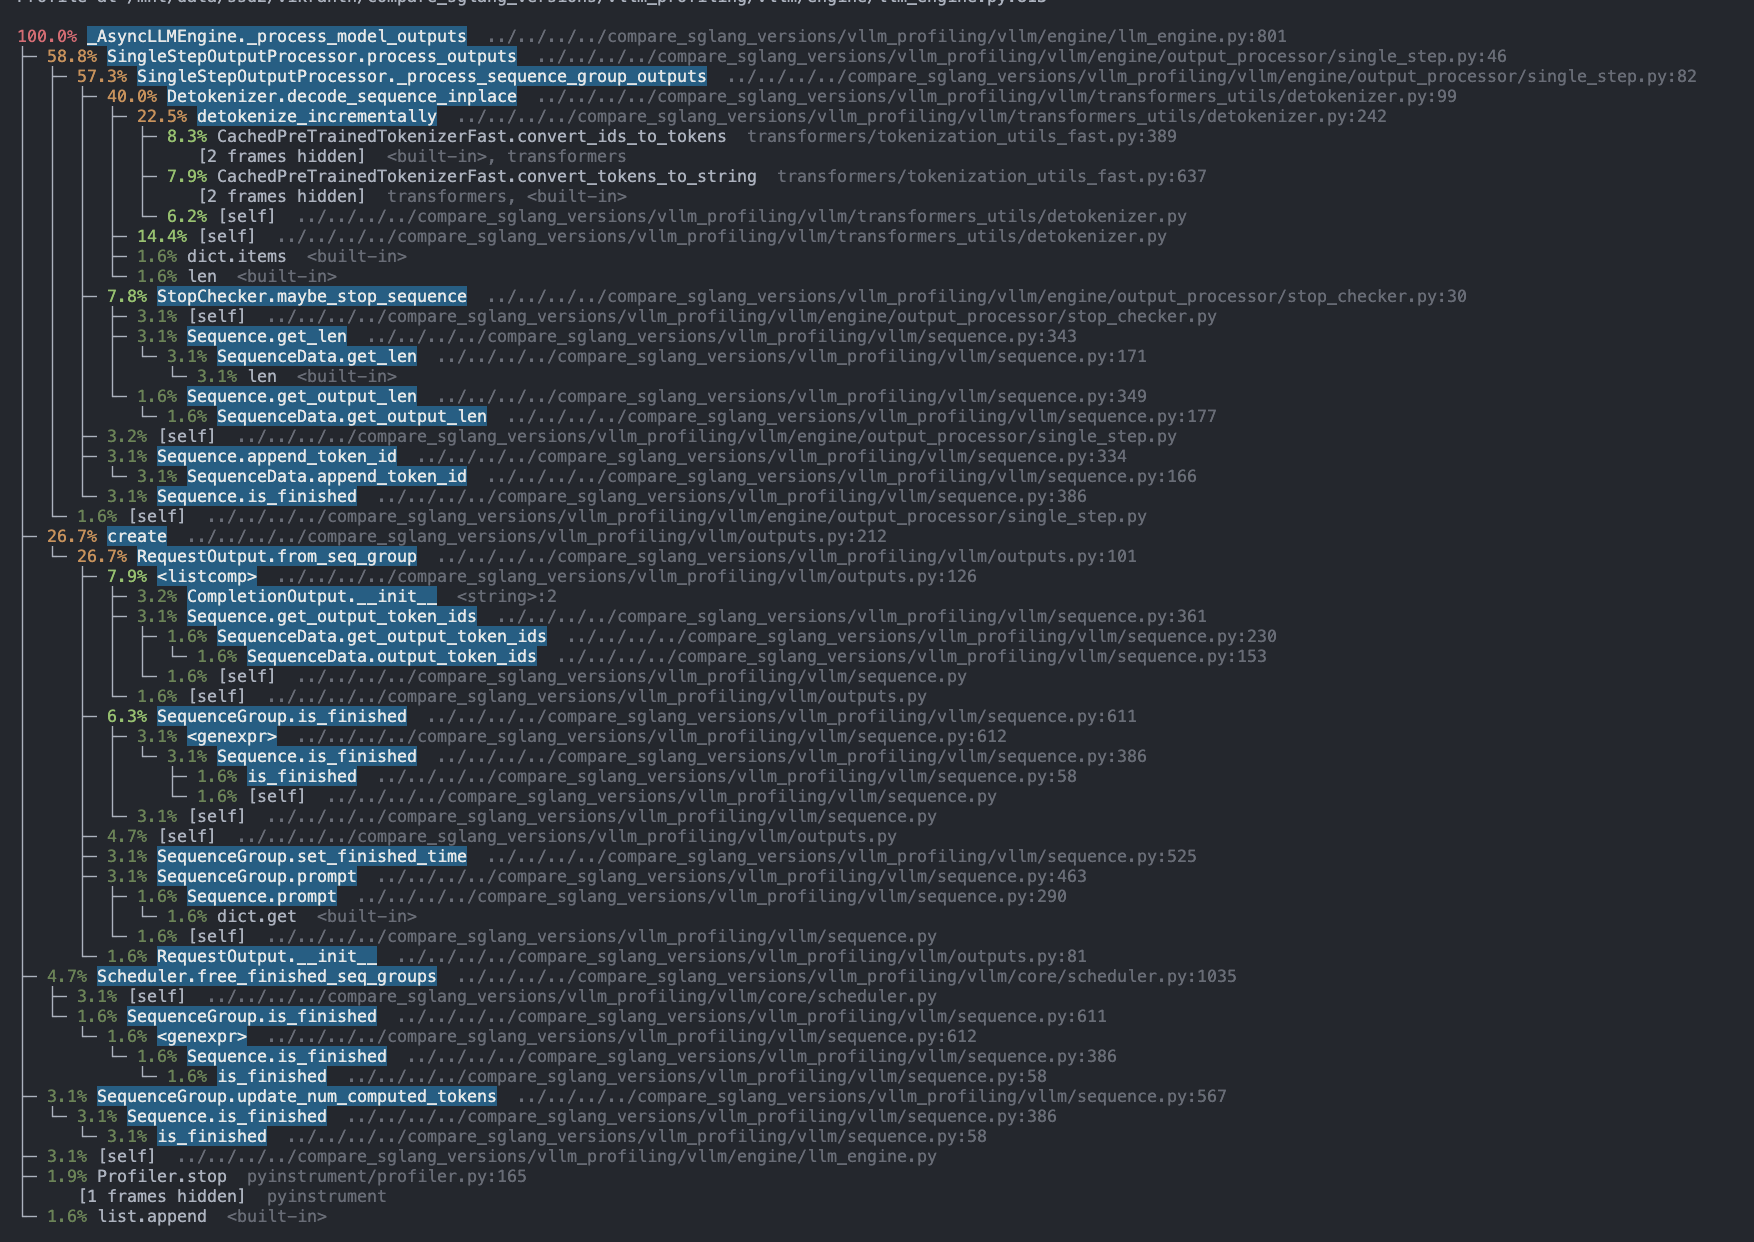 100.0% _AsyncLLMEngine._process_model_outputs ../../../../compare_sglang_versions/vllm_profiling/vllm/engine/llm_engine.py:801
├─ 58.8% SingleStepOutputProcessor.process_outputs ../../../../compare_sglang_versions/vllm_profiling/vllm/engine/output_processor/single_step.py:46
│ ├─ 57.3% SingleStepOutputProcessor._process_sequence_group_outputs ../../../../compare_sglang_versions/vllm_profiling/vllm/engine/output_processor/single_step.py:82
│ │ ├─ 40.0% Detokenizer.decode_sequence_inplace ../../../../compare_sglang_versions/vllm_profiling/vllm/transformers_utils/detokenizer.py:99
│ │ │ ├─ 22.5% detokenize_incrementally ../../../../compare_sglang_versions/vllm_profiling/vllm/transformers_utils/detokenizer.py:242
│ │ │ │ ├─ 8.3% CachedPreTrainedTokenizerFast.convert_ids_to_tokens transformers/tokenization_utils_fast.py:389
│ │ │ │ │ [2 frames hidden] <built-in>, transformers
│ │ │ │ ├─ 7.9% CachedPreTrainedTokenizerFast.convert_tokens_to_string transformers/tokenization_utils_fast.py:637
│ │ │ │ │ [2 frames hidden] transformers, <built-in>
│ │ │ │ └─ 6.2% [self] ../../../../compare_sglang_versions/vllm_profiling/vllm/transformers_utils/detokenizer.py
│ │ │ ├─ 14.4% [self] ../../../../compare_sglang_versions/vllm_profiling/vllm/transformers_utils/detokenizer.py
│ │ │ ├─ 1.6% dict.items <built-in>
│ │ │ └─ 1.6% len <built-in>
│ │ ├─ 7.8% StopChecker.maybe_stop_sequence ../../../../compare_sglang_versions/vllm_profiling/vllm/engine/output_processor/stop_checker.py:30
│ │ │ ├─ 3.1% [self] ../../../../compare_sglang_versions/vllm_profiling/vllm/engine/output_processor/stop_checker.py
│ │ │ ├─ 3.1% Sequence.get_len ../../../../compare_sglang_versions/vllm_profiling/vllm/sequence.py:343
│ │ │ │ └─ 3.1% SequenceData.get_len ../../../../compare_sglang_versions/vllm_profiling/vllm/sequence.py:171
│ │ │ │ └─ 3.1% len <built-in>
│ │ │ └─ 1.6% Sequence.get_output_len ../../../../compare_sglang_versions/vllm_profiling/vllm/sequence.py:349
│ │ │ └─ 1.6% SequenceData.get_output_len ../../../../compare_sglang_versions/vllm_profiling/vllm/sequence.py:177
│ │ ├─ 3.2% [self] ../../../../compare_sglang_versions/vllm_profiling/vllm/engine/output_processor/single_step.py
│ │ ├─ 3.1% Sequence.append_token_id ../../../../compare_sglang_versions/vllm_profiling/vllm/sequence.py:334
│ │ │ └─ 3.1% SequenceData.append_token_id ../../../../compare_sglang_versions/vllm_profiling/vllm/sequence.py:166
│ │ └─ 3.1% Sequence.is_finished ../../../../compare_sglang_versions/vllm_profiling/vllm/sequence.py:386
│ └─ 1.6% [self] ../../../../compare_sglang_versions/vllm_profiling/vllm/engine/output_processor/single_step.py
├─ 26.7% create ../../../../compare_sglang_versions/vllm_profiling/vllm/outputs.py:212
│ └─ 26.7% RequestOutput.from_seq_group ../../../../compare_sglang_versions/vllm_profiling/vllm/outputs.py:101
│ ├─ 7.9% <listcomp> ../../../../compare_sglang_versions/vllm_profiling/vllm/outputs.py:126
│ │ ├─ 3.2% CompletionOutput.__init__ <string>:2
│ │ ├─ 3.1% Sequence.get_output_token_ids ../../../../compare_sglang_versions/vllm_profiling/vllm/sequence.py:361
│ │ │ ├─ 1.6% SequenceData.get_output_token_ids ../../../../compare_sglang_versions/vllm_profiling/vllm/sequence.py:230
│ │ │ │ └─ 1.6% SequenceData.output_token_ids ../../../../compare_sglang_versions/vllm_profiling/vllm/sequence.py:153
│ │ │ └─ 1.6% [self] ../../../../compare_sglang_versions/vllm_profiling/vllm/sequence.py
│ │ └─ 1.6% [self] ../../../../compare_sglang_versions/vllm_profiling/vllm/outputs.py
│ ├─ 6.3% SequenceGroup.is_finished ../../../../compare_sglang_versions/vllm_profiling/vllm/sequence.py:611
│ │ ├─ 3.1% <genexpr> ../../../../compare_sglang_versions/vllm_profiling/vllm/sequence.py:612
│ │ │ └─ 3.1% Sequence.is_finished ../../../../compare_sglang_versions/vllm_profiling/vllm/sequence.py:386
│ │ │ ├─ 1.6% is_finished ../../../../compare_sglang_versions/vllm_profiling/vllm/sequence.py:58
│ │ │ └─ 1.6% [self] ../../../../compare_sglang_versions/vllm_profiling/vllm/sequence.py
│ │ └─ 3.1% [self] ../../../../compare_sglang_versions/vllm_profiling/vllm/sequence.py
│ ├─ 4.7% [self] ../../../../compare_sglang_versions/vllm_profiling/vllm/outputs.py
│ ├─ 3.1% SequenceGroup.set_finished_time ../../../../compare_sglang_versions/vllm_profiling/vllm/sequence.py:525
│ ├─ 3.1% SequenceGroup.prompt ../../../../compare_sglang_versions/vllm_profiling/vllm/sequence.py:463
│ │ ├─ 1.6% Sequence.prompt ../../../../compare_sglang_versions/vllm_profiling/vllm/sequence.py:290
│ │ │ └─ 1.6% dict.get <built-in>
│ │ └─ 1.6% [self] ../../../../compare_sglang_versions/vllm_profiling/vllm/sequence.py
│ └─ 1.6% RequestOutput.__init__ ../../../../compare_sglang_versions/vllm_profiling/vllm/outputs.py:81
├─ 4.7% Scheduler.free_finished_seq_groups ../../../../compare_sglang_versions/vllm_profiling/vllm/core/scheduler.py:1035
│ ├─ 3.1% [self] ../../../../compare_sglang_versions/vllm_profiling/vllm/core/scheduler.py
│ └─ 1.6% SequenceGroup.is_finished ../../../../compare_sglang_versions/vllm_profiling/vllm/sequence.py:611
│ └─ 1.6% <genexpr> ../../../../compare_sglang_versions/vllm_profiling/vllm/sequence.py:612
│ └─ 1.6% Sequence.is_finished ../../../../compare_sglang_versions/vllm_profiling/vllm/sequence.py:386
│ └─ 1.6% is_finished ../../../../compare_sglang_versions/vllm_profiling/vllm/sequence.py:58
├─ 3.1% SequenceGroup.update_num_computed_tokens ../../../../compare_sglang_versions/vllm_profiling/vllm/sequence.py:567
│ └─ 3.1% Sequence.is_finished ../../../../compare_sglang_versions/vllm_profiling/vllm/sequence.py:386
│ └─ 3.1% is_finished ../../../../compare_sglang_versions/vllm_profiling/vllm/sequence.py:58
├─ 3.1% [self] ../../../../compare_sglang_versions/vllm_profiling/vllm/engine/llm_engine.py
├─ 1.9% Profiler.stop pyinstrument/profiler.py:165
│ [1 frames hidden] pyinstrument
└─ 1.6% list.append <built-in>